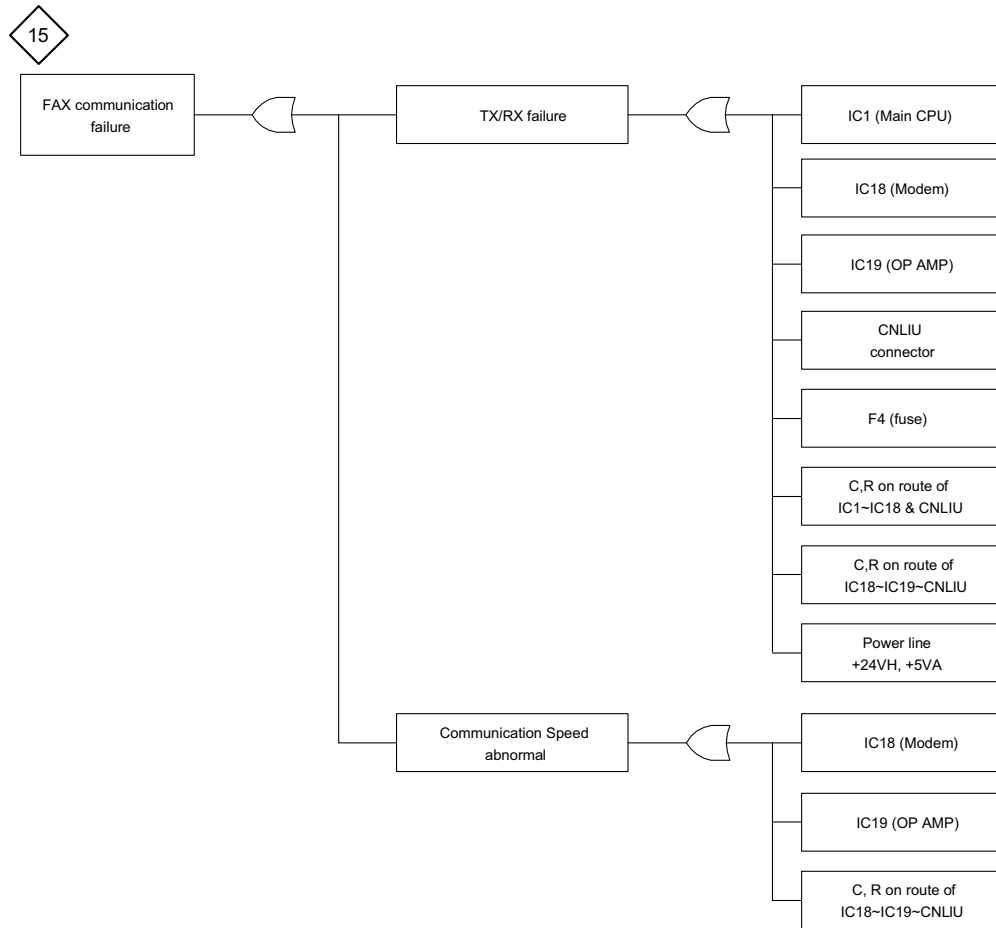 15
FAX communication
failure
TX/RX failure
IC1 (Main CPU)
IC18 (Modem)
IC19 (OP AMP)
CNLIU
connector
F4 (fuse)
C,R on route of
IC1~IC18 & CNLIU
C,R on route of
IC18~IC19~CNLIU
Power line
+24VH, +5VA
Communication Speed
abnormal
IC18 (Modem)
IC19 (OP AMP)
C, R on route of
IC18~IC19~CNLIU